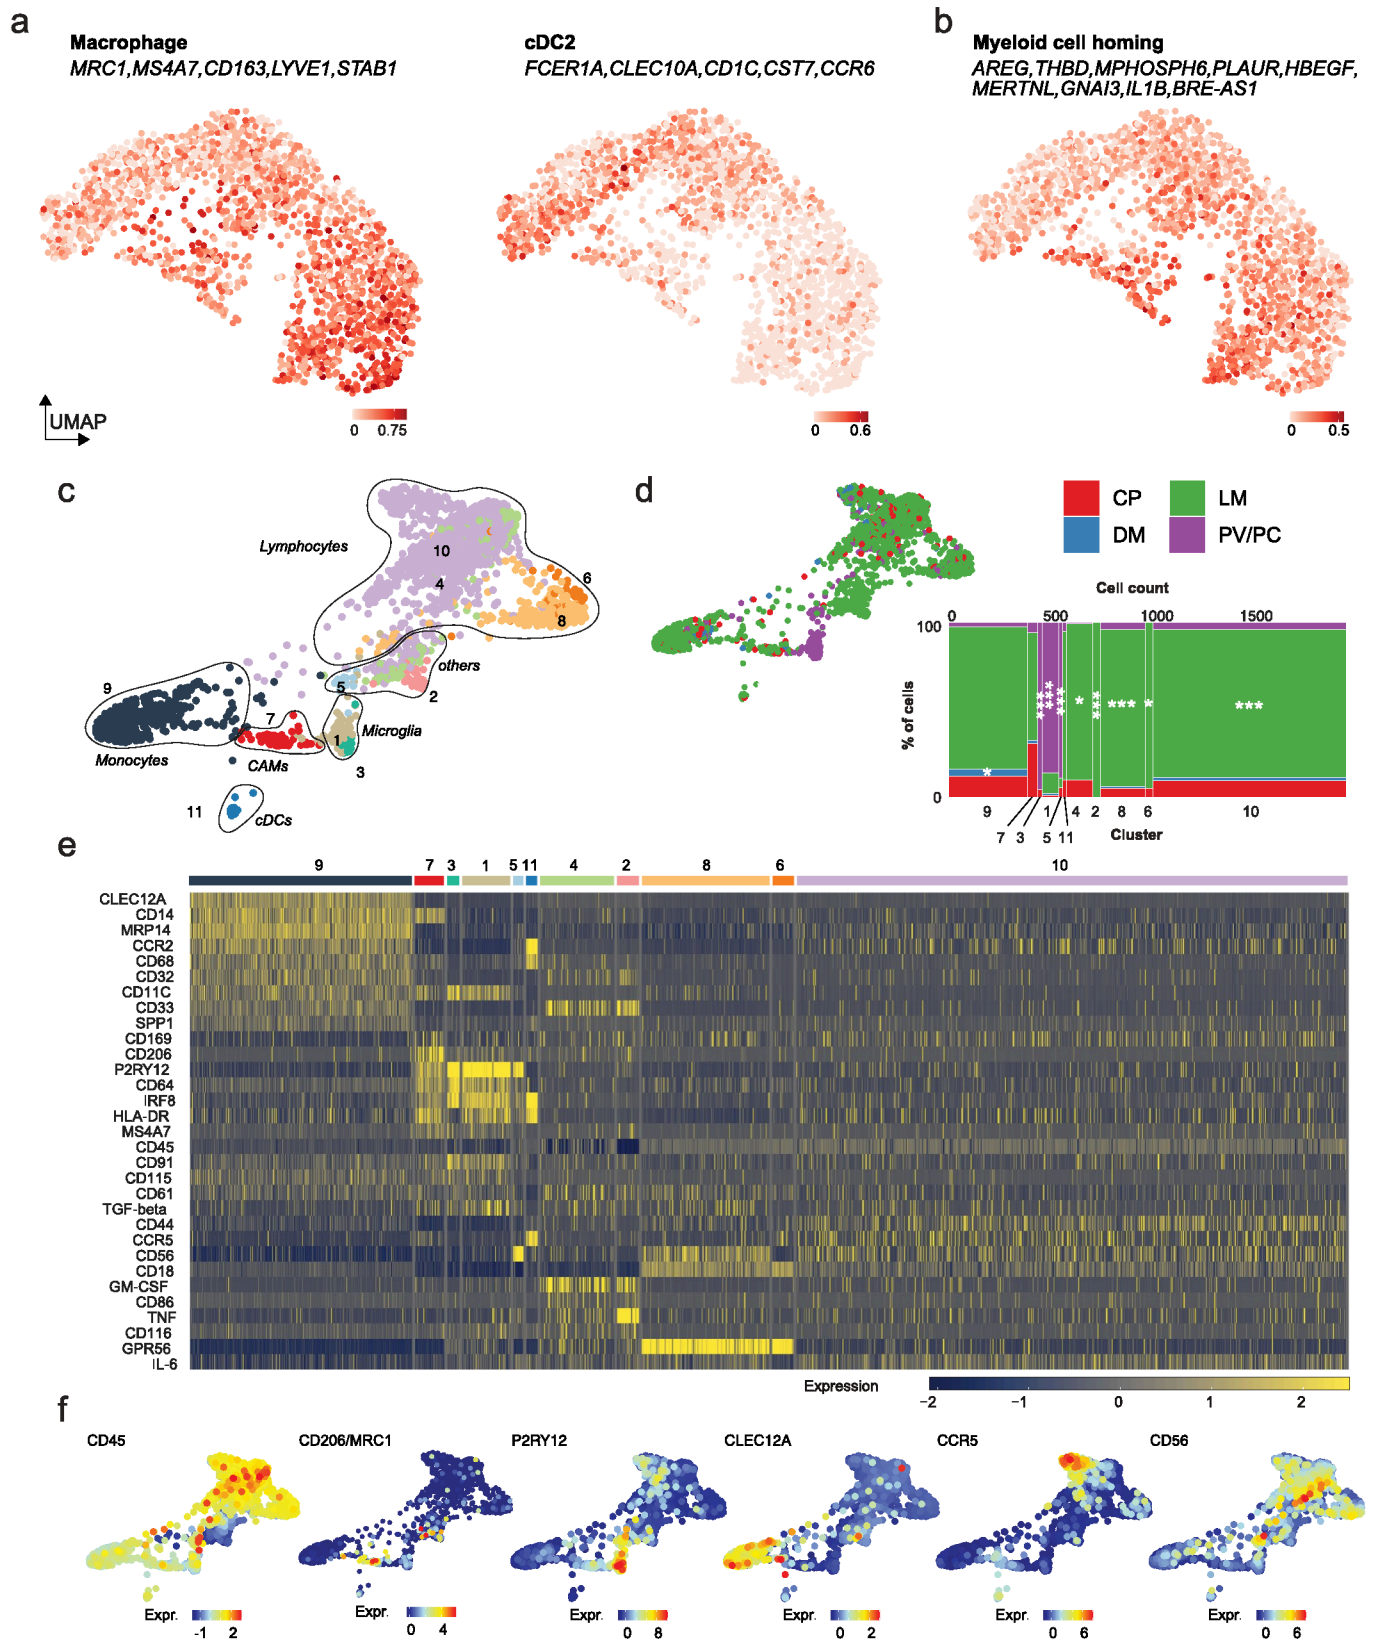 a
Macrophage
MRC1,MS4A7,CD163,LYVE1,STAB1
cDC2
FCER1A,CLEC10A,CD1C,CST7,CCR6
b
Myeloid cell homing
AREG,THBD,MPHOSPH6,PLAUR,HBEGF,
MERTNL,GNAI3,IL1B,BRE-AS1
UMAP
0 0.75
0 0.6
0 0.5
c
Lymphocytes
10
4
6
8
others
5
2
9
7
Microglia
1
Monocytes
CAMs
3
11
cDCs
d
CP
LM
DM
PV/PC
Cell count
0 500 1000 1500
100
% of cells
0
*
***
***
***
*
***
***
*
***
9 1 4 2 8 6 10
7 3 5 11
Cluster
e
9 7 3 1 5 11 4 2 8 6 10
CLEC12A
CD14
MRP14
CCR2
CD68
CD32
CD11C
CD33
SPP1
CD169
CD206
P2RY12
CD64
IRF8
HLA-DR
MS4A7
CD45
CD91
CD115
CD61
TGF-beta
CD44
CCR5
CD56
CD18
GM-CSF
CD86
TNF
CD116
GPR56
IL-6
Expression
−2 −1 0 1 2
f
CD45
CD206/MRC1
P2RY12
CLEC12A
CCR5
CD56
Expr. -1 2
Expr. 0 4
Expr. 0 8
Expr. 0 2
Expr. 0 6
Expr. 0 6